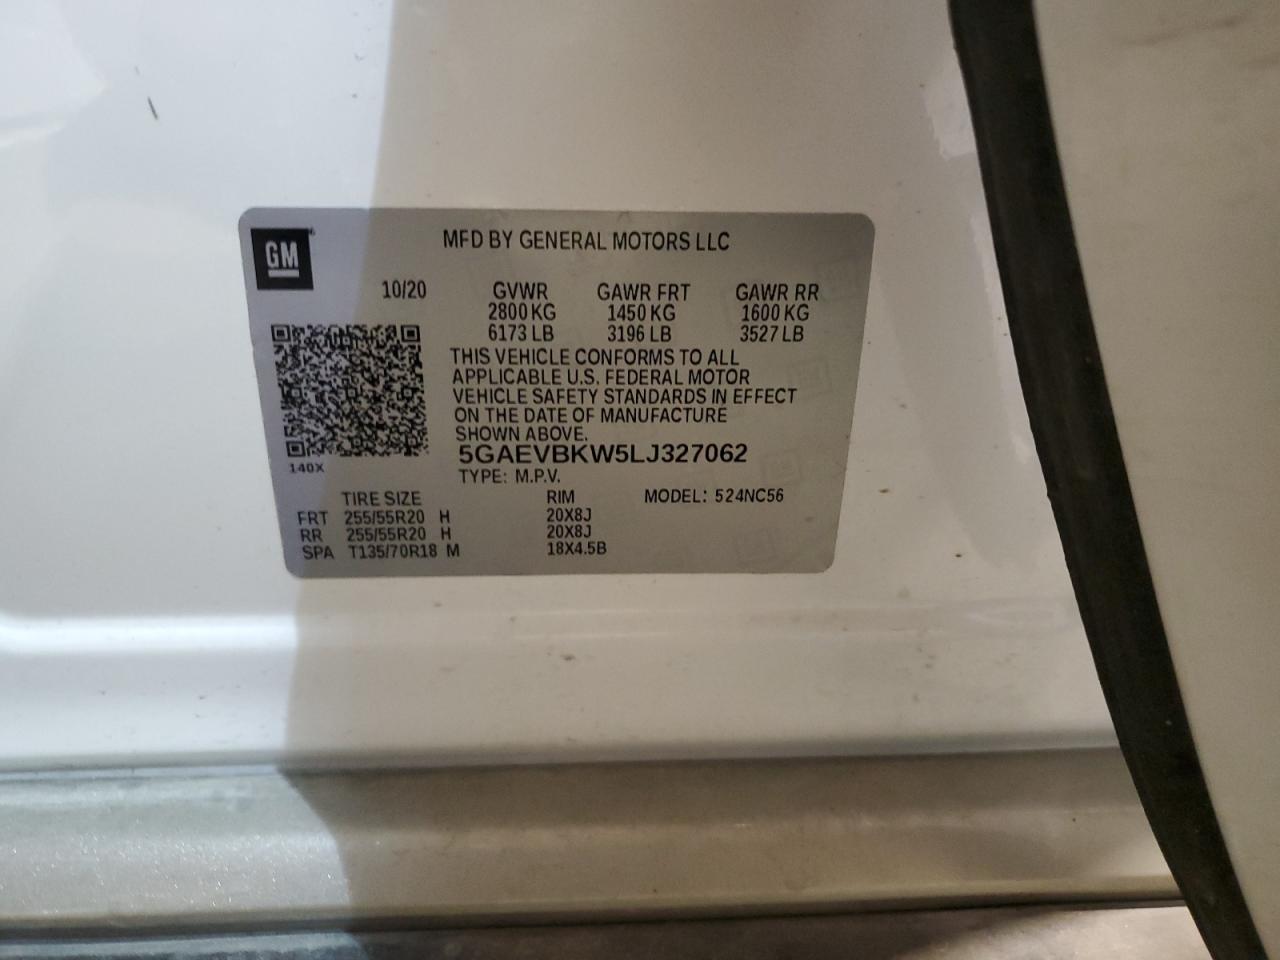 GM
MFD BY GENERAL MOTORS LLC
10/20 GVWR GAWR FRT GAWR RR
2800 KG 1450 KG 1600 KG
6173 LB 3196 LB 3527 LB
THIS VEHICLE CONFORMS TO ALL
APPLICABLE U.S. FEDERAL MOTOR
VEHICLE SAFETY STANDARDS IN EFFECT
ON THE DATE OF MANUFACTURE
SHOWN ABOVE.
5GAEVBKW5LJ327062
140X
TYPE: M.P.V.
TIRE SIZE RIM MODEL: 524NC56
FRT 255/55R20 H 20X8J
RR 255/55R20 H 20X8J
SPA T135/70R18 M 18X4.5B